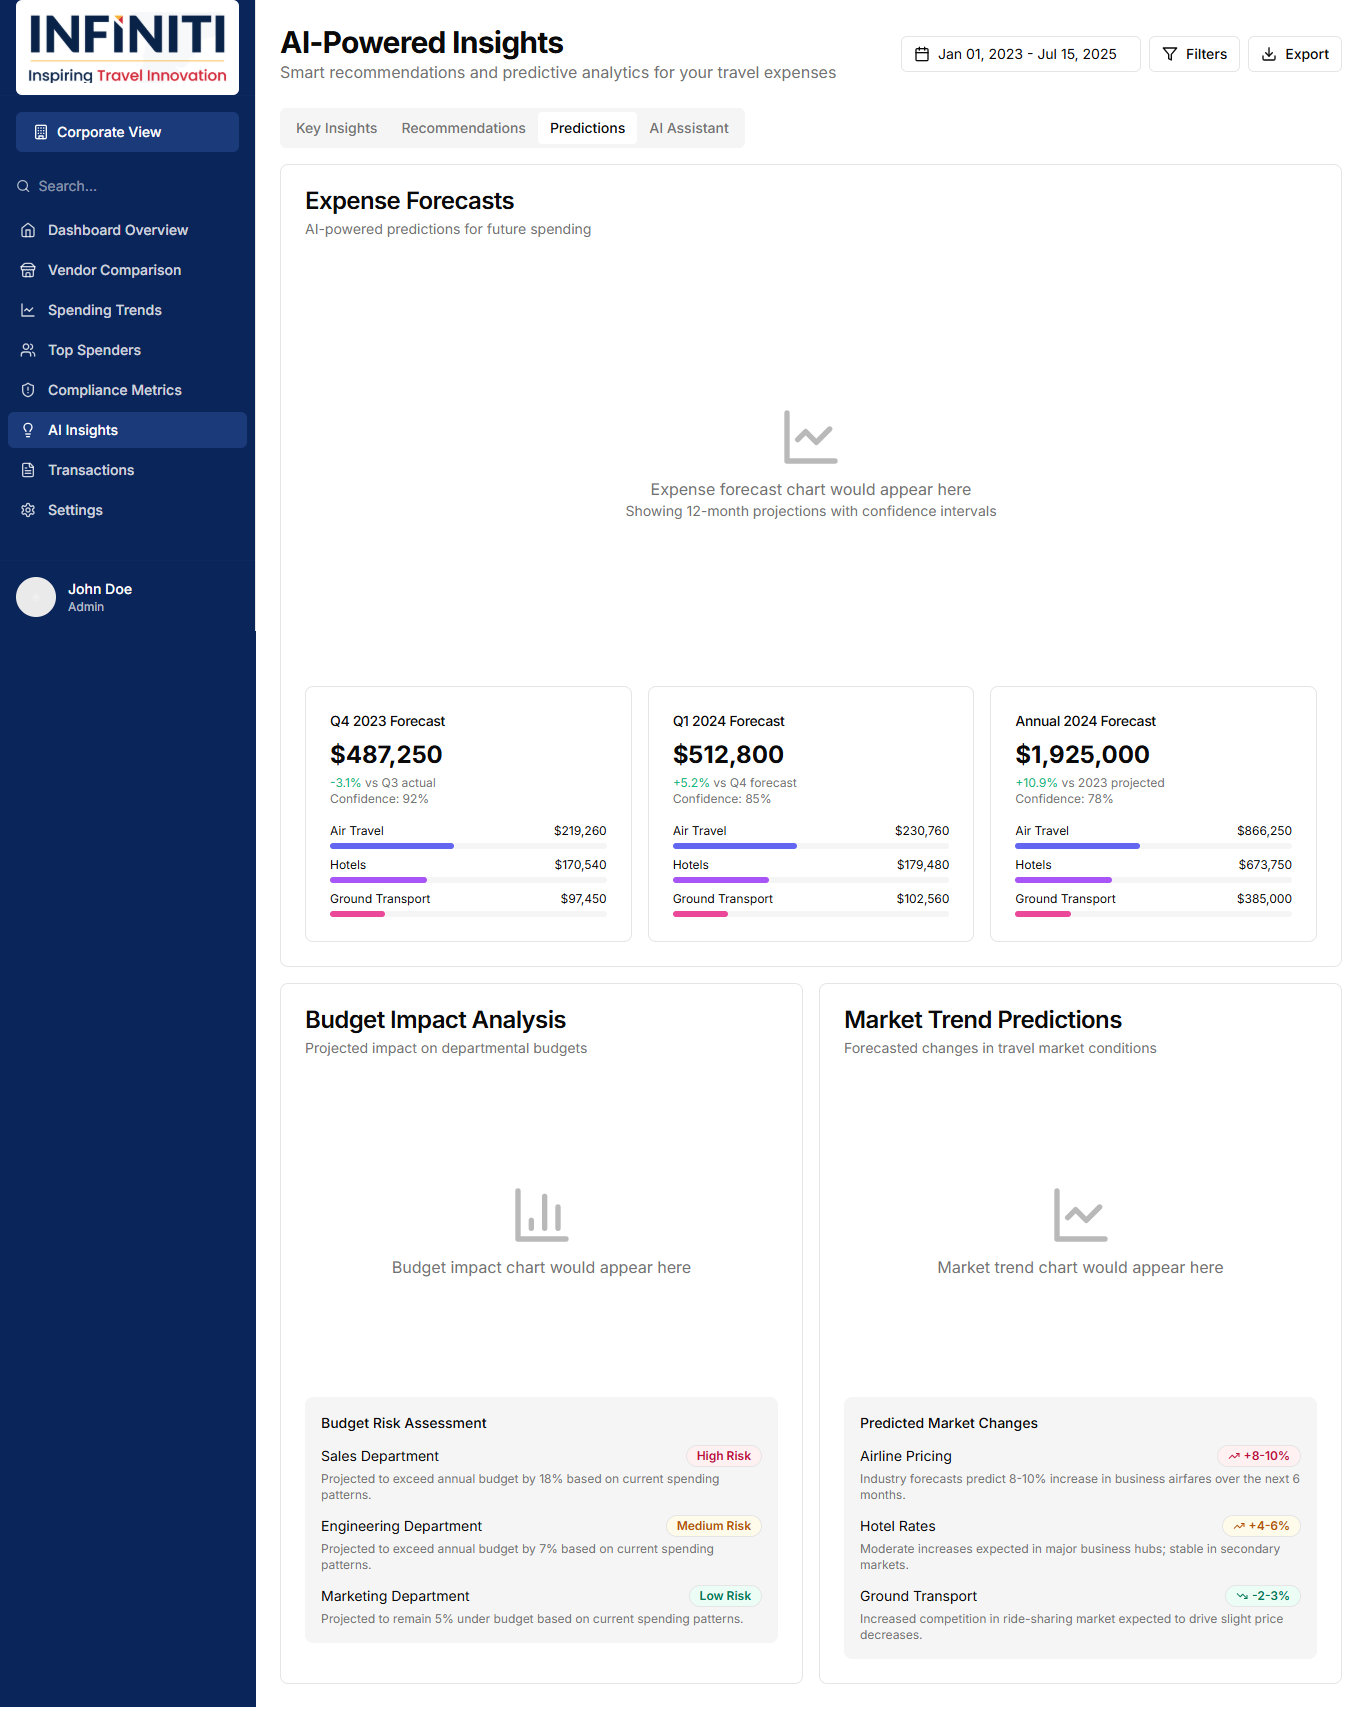 INFINITI
Inspiring Travel Innovation
Corporate View
Search...
Dashboard Overview
Vendor Comparison
Spending Trends
Top Spenders
Compliance Metrics
AI Insights
Transactions
Settings
John Doe
Admin
AI-Powered Insights
Smart recommendations and predictive analytics for your travel expenses
Jan 01, 2023 - Jul 15, 2025
Filters
Export
Key Insights
Recommendations
Predictions
AI Assistant
Expense Forecasts
AI-powered predictions for future spending
Expense forecast chart would appear here
Showing 12-month projections with confidence intervals
Q4 2023 Forecast
$487,250
-3.1% vs Q3 actual
Confidence: 92%
Air Travel $219,260
Hotels $170,540
Ground Transport $97,450
Q1 2024 Forecast
$512,800
+5.2% vs Q4 forecast
Confidence: 85%
Air Travel $230,760
Hotels $179,480
Ground Transport $102,560
Annual 2024 Forecast
$1,925,000
+10.9% vs 2023 projected
Confidence: 78%
Air Travel $866,250
Hotels $673,750
Ground Transport $385,000
Budget Impact Analysis
Projected impact on departmental budgets
Budget impact chart would appear here
Budget Risk Assessment
Sales Department High Risk
Projected to exceed annual budget by 18% based on current spending
patterns.
Engineering Department Medium Risk
Projected to exceed annual budget by 7% based on current spending
patterns.
Marketing Department Low Risk
Projected to remain 5% under budget based on current spending patterns.
Market Trend Predictions
Forecasted changes in travel market conditions
Market trend chart would appear here
Predicted Market Changes
Airline Pricing +8-10%
Industry forecasts predict 8-10% increase in business airfares over the next 6
months.
Hotel Rates +4-6%
Moderate increases expected in major business hubs; stable in secondary
markets.
Ground Transport -2-3%
Increased competition in ride-sharing market expected to drive slight price
decreases.